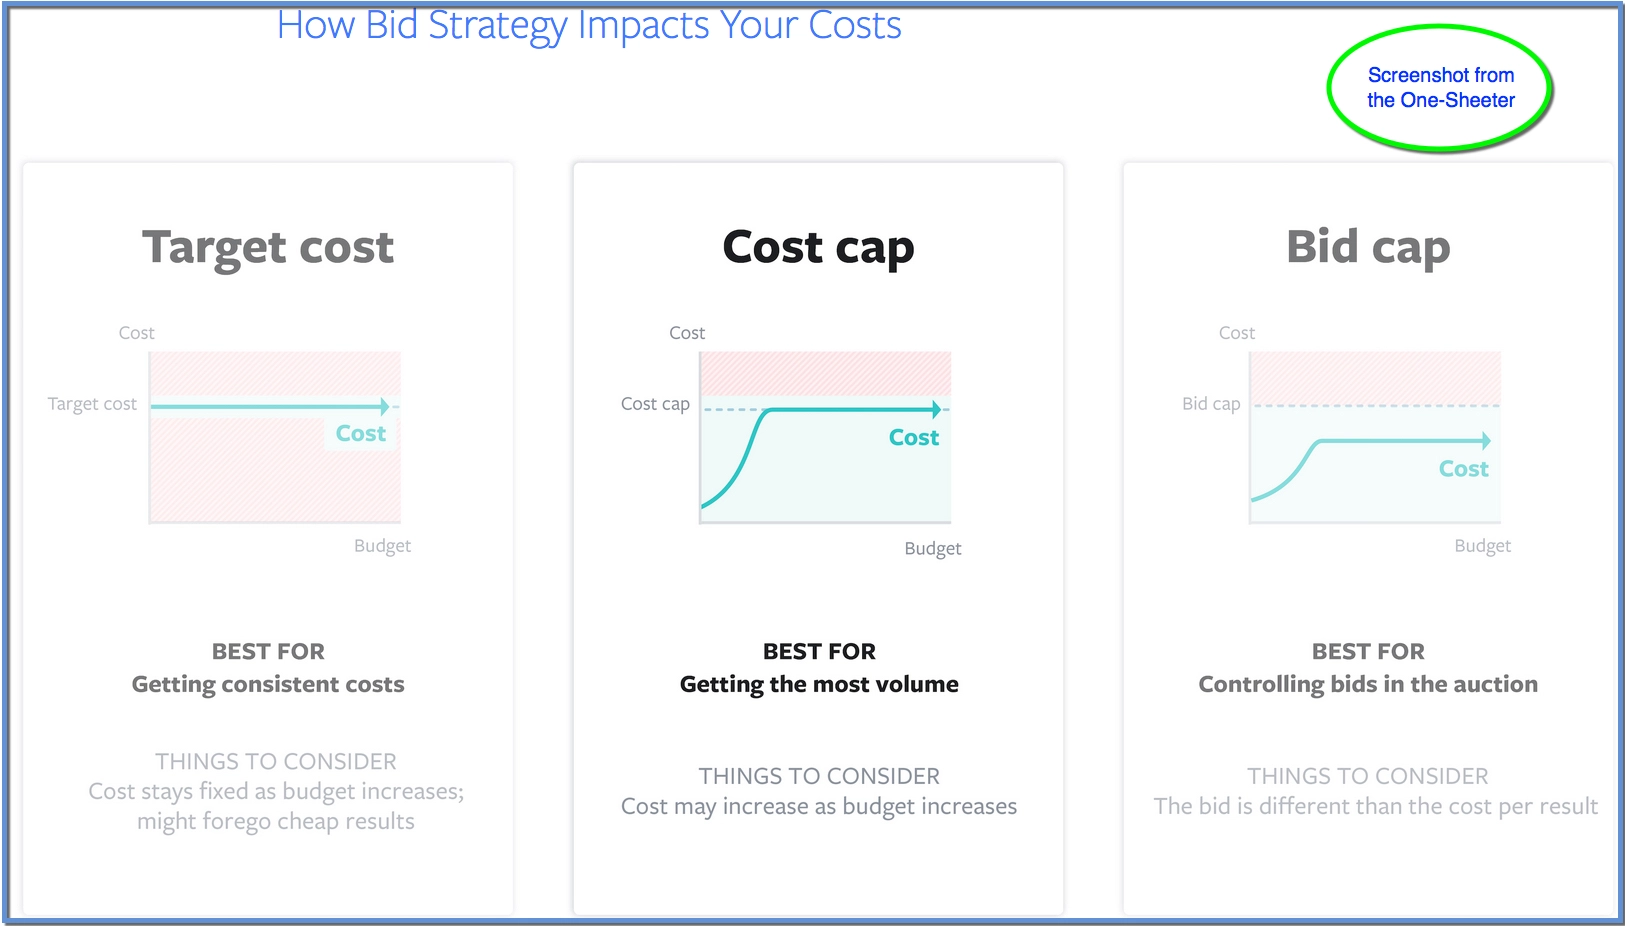 How Bid Strategy Impacts Your Costs
Screenshot from
the One-Sheeter
Target cost
Cost
Target cost
Cost
Budget
BEST FOR
Getting consistent costs
THINGS TO CONSIDER
Cost stays fixed as budget increases;
might forego cheap results
Cost cap
Cost
Cost cap
Cost
Budget
BEST FOR
Getting the most volume
THINGS TO CONSIDER
Cost may increase as budget increases
Bid cap
Cost
Bid cap
Cost
Budget
BEST FOR
Controlling bids in the auction
THINGS TO CONSIDER
The bid is different than the cost per result